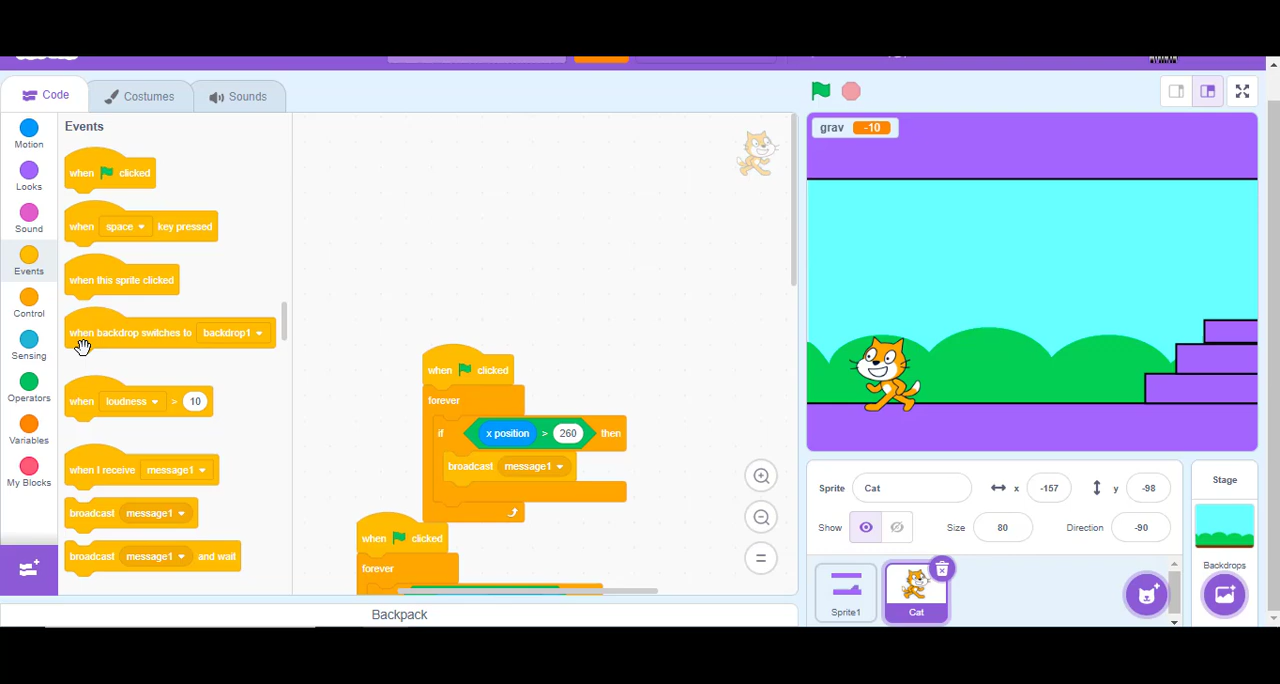 Code
Costumes
Sounds
Motion
Looks
Sound
Events
Control
Sensing
Operators
Variables
My Blocks
Events
when clicked
when space key pressed
when this sprite clicked
when backdrop switches to backdrop1
when loudness > 10
when I receive message1
broadcast message1
broadcast message1 and wait
when clicked
forever
if x position > 260 then
broadcast message1
when clicked
forever
Backpack
grav -10
Sprite Cat x -157 y -98
Show Size 80 Direction -90
Sprite1
Cat
Stage
Backdrops